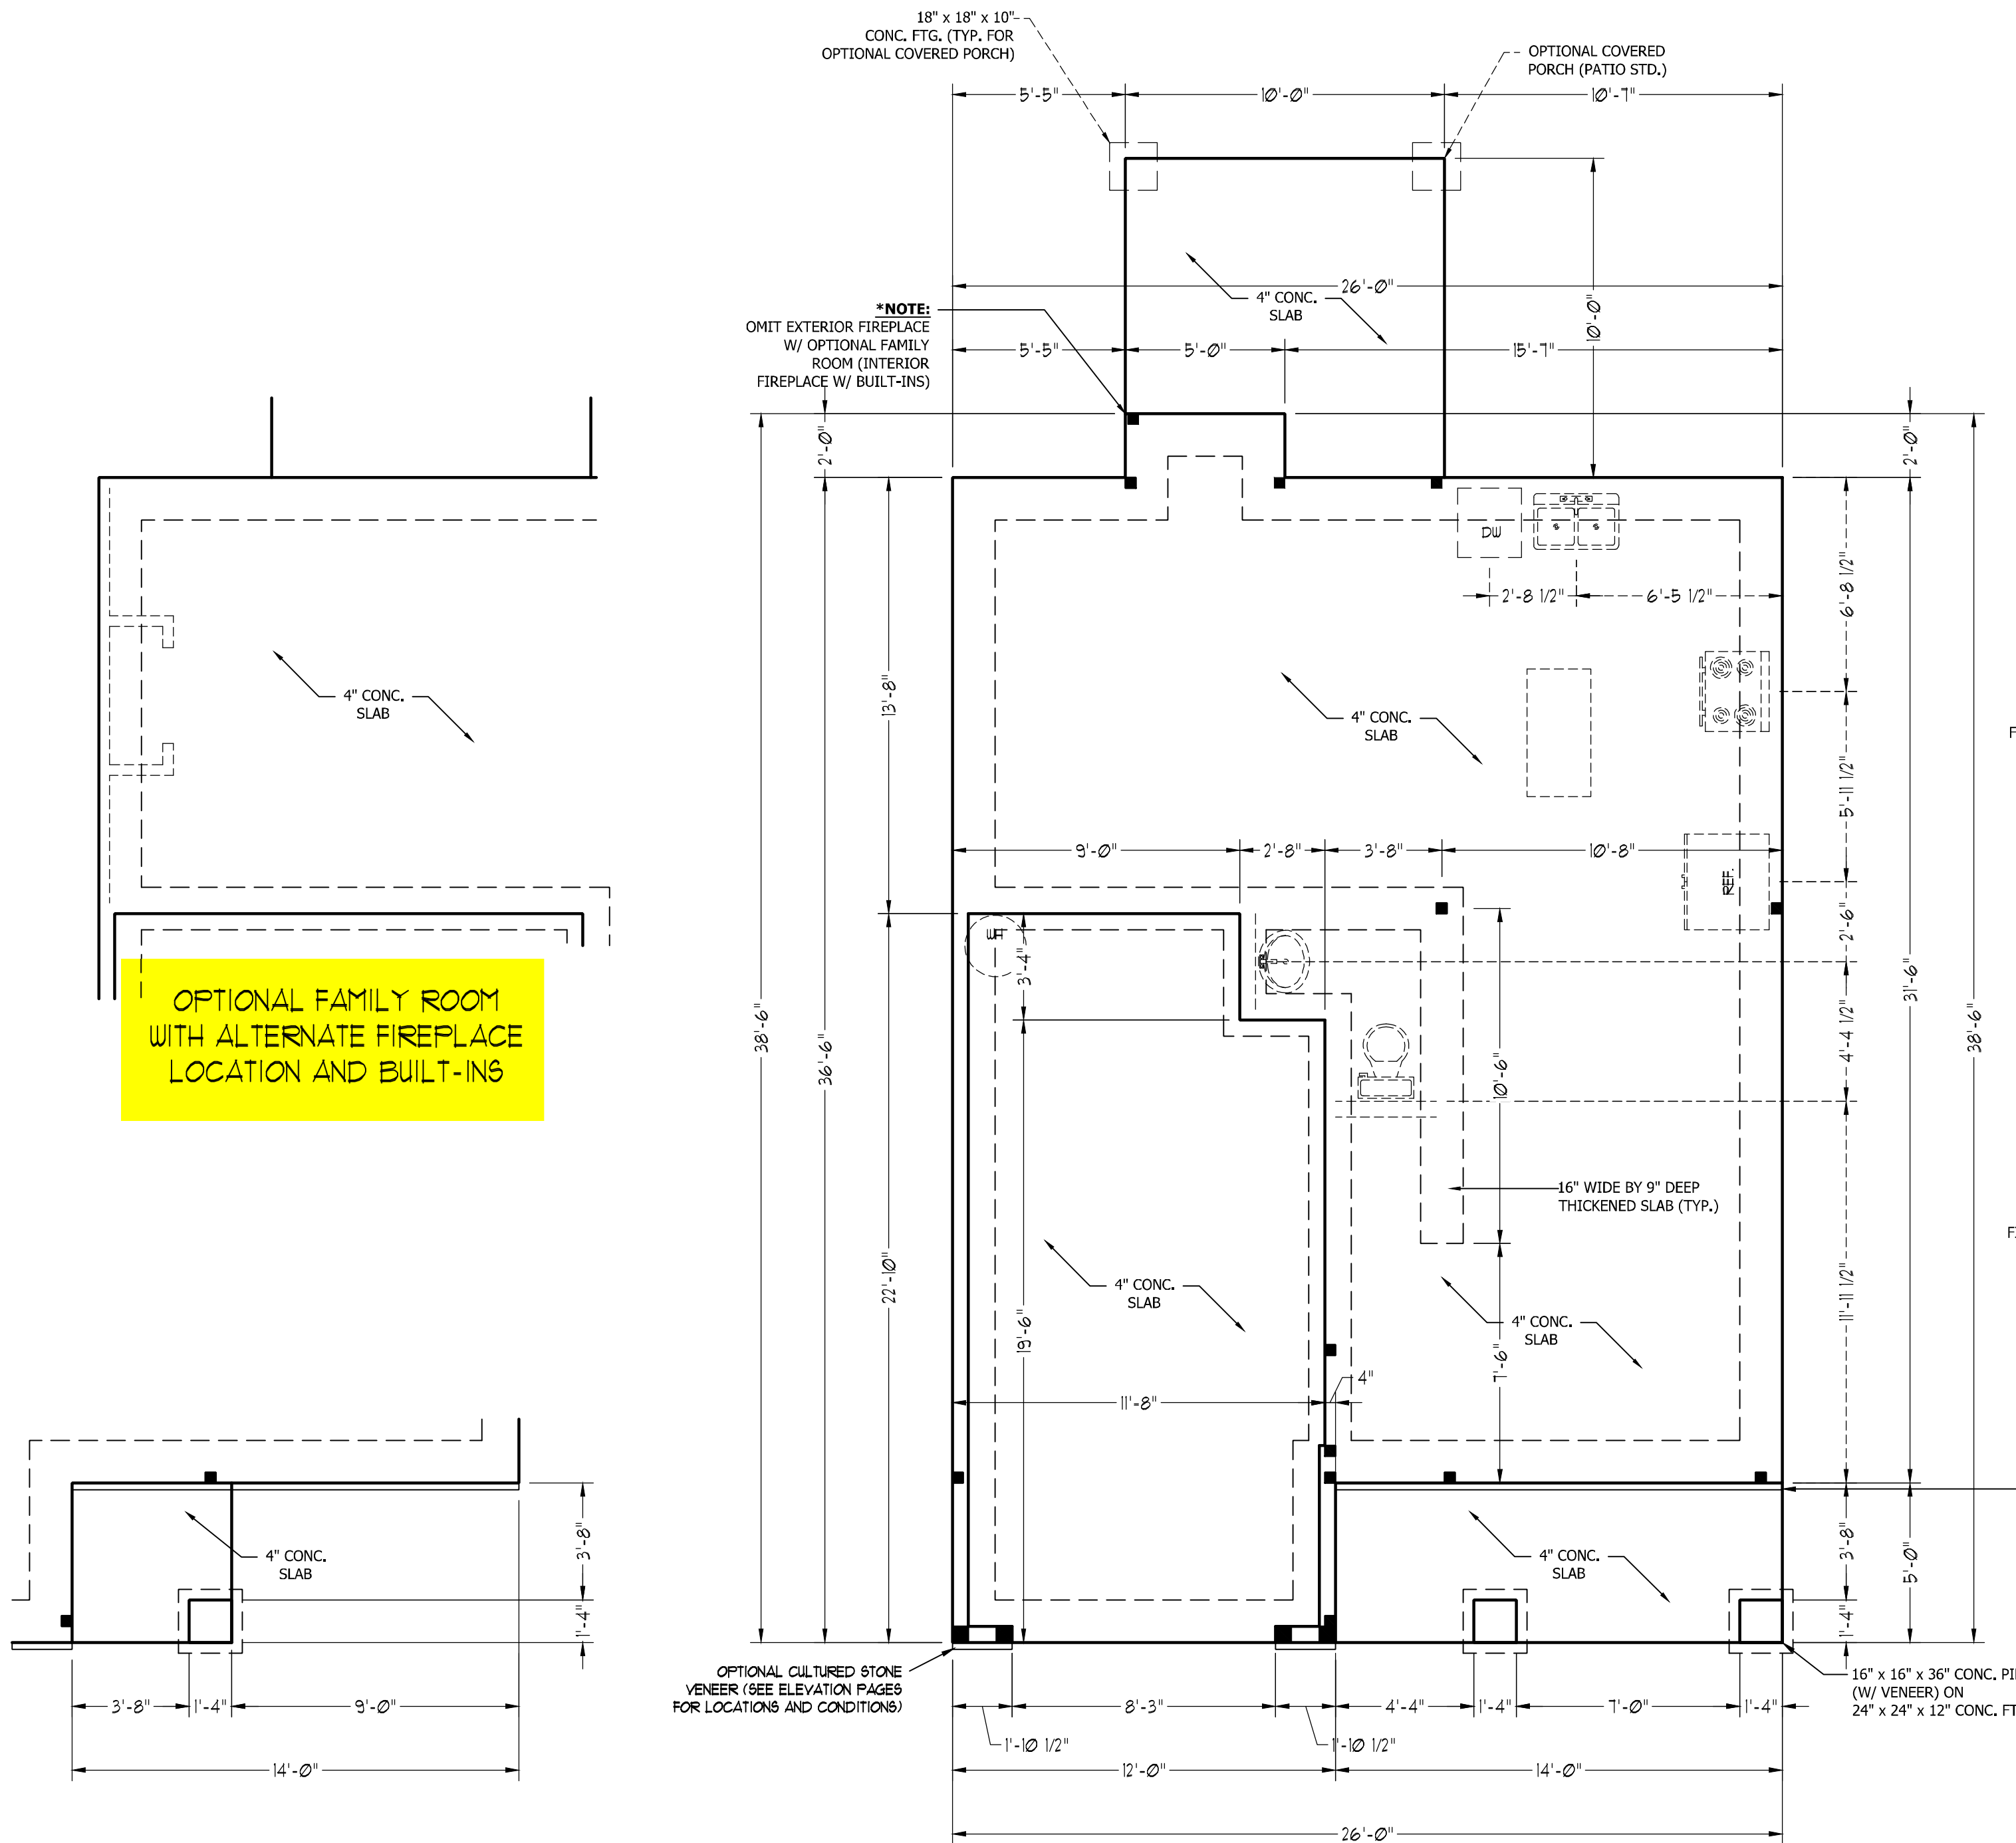 18" x 18" x 10"
CONC. FTG. (TYP. FOR
OPTIONAL COVERED PORCH)
OPTIONAL COVERED
PORCH (PATIO STD.)
5'-5"
10'-0"
10'-7"
26'-0"
4" CONC.
SLAB
10'-0"
*NOTE:
OMIT EXTERIOR FIREPLACE
W/ OPTIONAL FAMILY
ROOM (INTERIOR
FIREPLACE W/ BUILT-INS)
5'-5"
5'-0"
15'-7"
2'-0"
2'-0"
DW
2'-8 1/2"
6'-5 1/2"
6'-8 1/2"
13'-8"
4" CONC.
SLAB
4" CONC.
SLAB
5'-11 1/2"
9'-0"
2'-8"
3'-8"
10'-8"
REF.
WH
3'-4"
2'-6"
31'-6"
38'-6"
38'-6"
36'-6"
4'-4 1/2"
10'-6"
OPTIONAL FAMILY ROOM
WITH ALTERNATE FIREPLACE
LOCATION AND BUILT-INS
16" WIDE BY 9" DEEP
THICKENED SLAB (TYP.)
22'-10"
4" CONC.
SLAB
19'-6"
11'-11 1/2"
4" CONC.
SLAB
7'-6"
4"
11'-8"
4" CONC.
SLAB
3'-8"
1'-4"
4" CONC.
SLAB
3'-8"
5'-0"
1'-4"
OPTIONAL CULTURED STONE
VENEER (SEE ELEVATION PAGES
FOR LOCATIONS AND CONDITIONS)
16" x 16" x 36" CONC.
(W/ VENEER) ON
24" x 24" x 12" CONC.
3'-8"
1'-4"
9'-0"
8'-3"
4'-4"
1'-4"
7'-0"
1'-4"
1'-10 1/2"
1'-10 1/2"
14'-0"
12'-0"
14'-0"
26'-0"